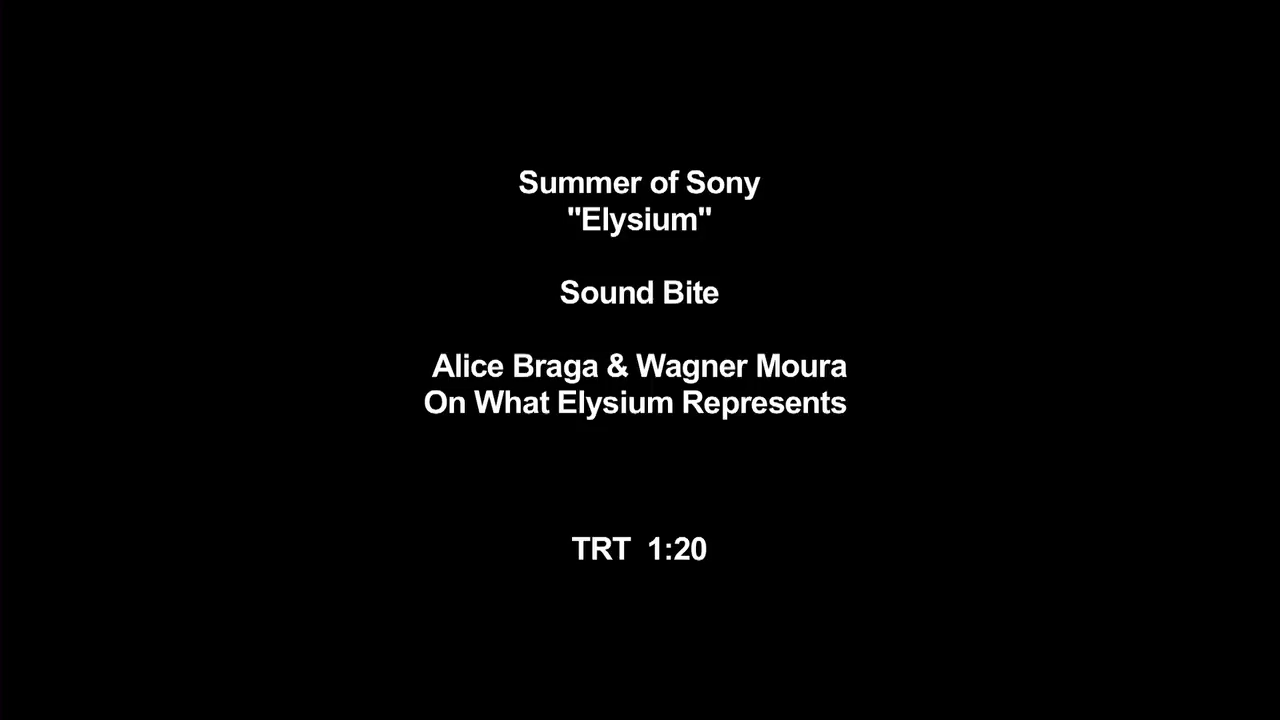 Summer of Sony
"Elysium"
Sound Bite
Alice Braga & Wagner Moura
On What Elysium Represents
TRT 1:20